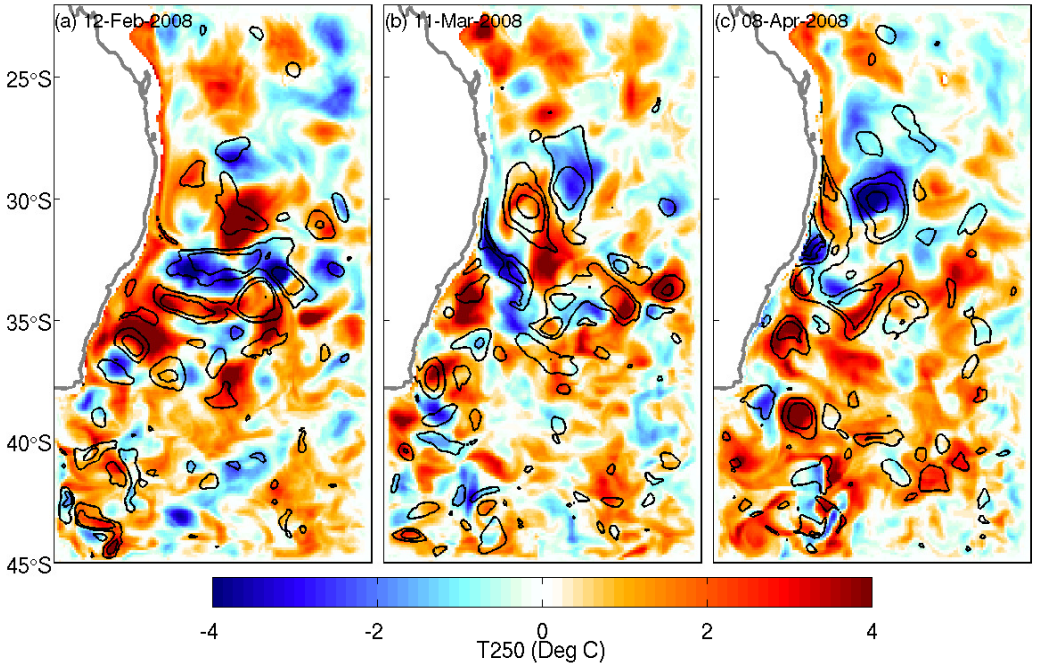 (a) 12-Feb-2008
(b) 11-Mar-2008
(c) 08-Apr-2008
25°S
30°S
35°S
40°S
45°S
-4
-2
0
2
4
T250 (Deg C)